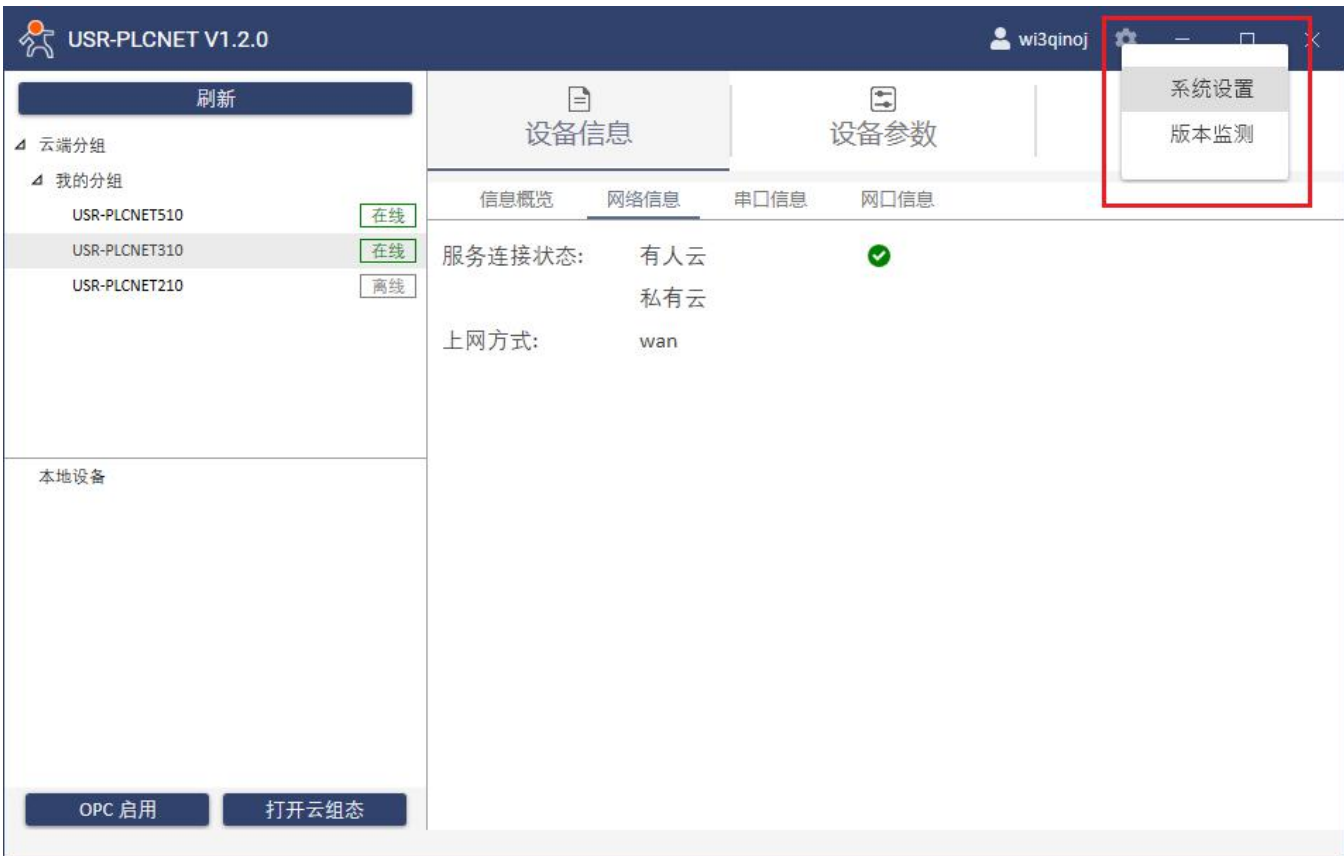 USR-PLCNET V1.2.0
wi3qinoj
系统设置
版本监测
刷新
云端分组
我的分组
USR-PLCNET510 在线
USR-PLCNET310 在线
USR-PLCNET210 离线
本地设备
OPC 启用 打开云组态
设备信息 设备参数
信息概览 网络信息 串口信息 网口信息
服务连接状态: 有人云
私有云
上网方式: wan